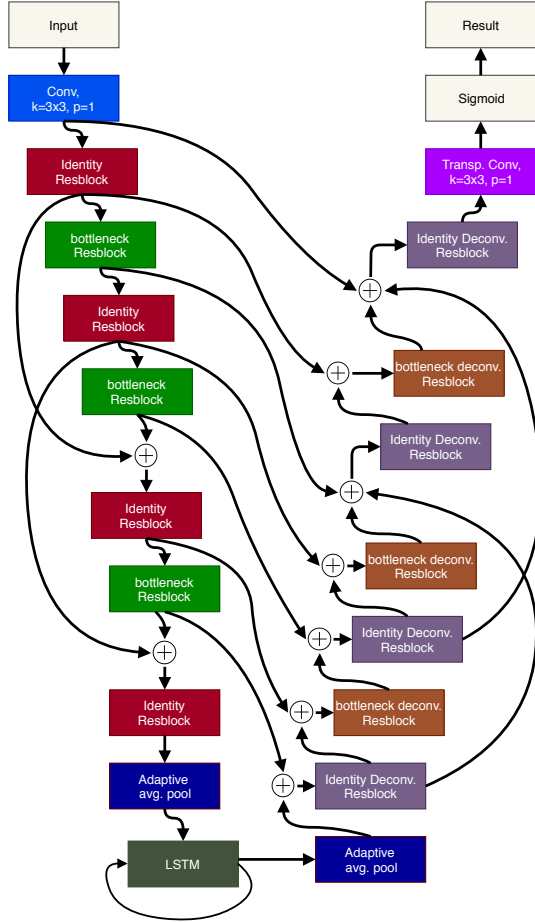 Input
Conv,
k=3x3, p=1
Identity
Resblock
bottleneck
Resblock
Identity
Resblock
bottleneck
Resblock
Identity
Resblock
bottleneck
Resblock
Identity
Resblock
Adaptive
avg. pool
LSTM
Adaptive
avg. pool
Identity Deconv.
Resblock
bottleneck deconv.
Resblock
Identity Deconv.
Resblock
bottleneck deconv.
Resblock
Identity Deconv.
Resblock
bottleneck deconv.
Resblock
Identity Deconv.
Resblock
Transp. Conv,
k=3x3, p=1
Sigmoid
Result